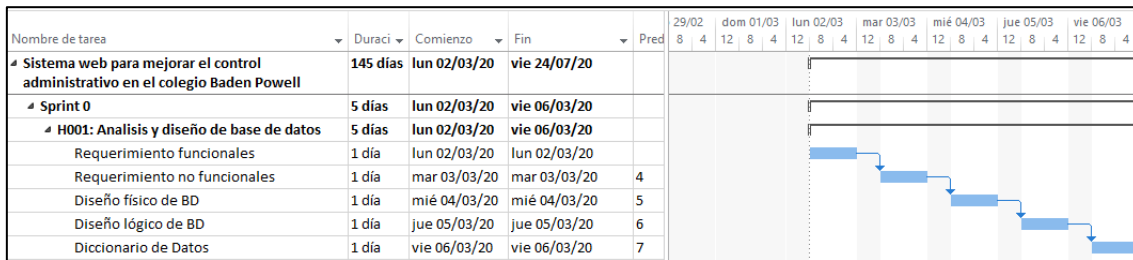 29/02 dom 01/03 lun 02/03 mar 03/03 mié 04/03 jue 05/03 vie 06/03
Nombre de tarea Duraci Comienzo Fin Pred 8 4 12 8 4 12 8 4 12 8 4 12 8 4 12 8 4 12 8 4
Sistema web para mejorar el control 145 días lun 02/03/20 vie 24/07/20
administrativo en el colegio Baden Powell
Sprint 0 5 días lun 02/03/20 vie 06/03/20
H001: Analisis y diseño de base de datos 5 días lun 02/03/20 vie 06/03/20
Requerimiento funcionales 1 día lun 02/03/20 lun 02/03/20
Requerimiento no funcionales 1 día mar 03/03/20 mar 03/03/20 4
Diseño físico de BD 1 día mié 04/03/20 mié 04/03/20 5
Diseño lógico de BD 1 día jue 05/03/20 jue 05/03/20 6
Diccionario de Datos 1 día vie 06/03/20 vie 06/03/20 7